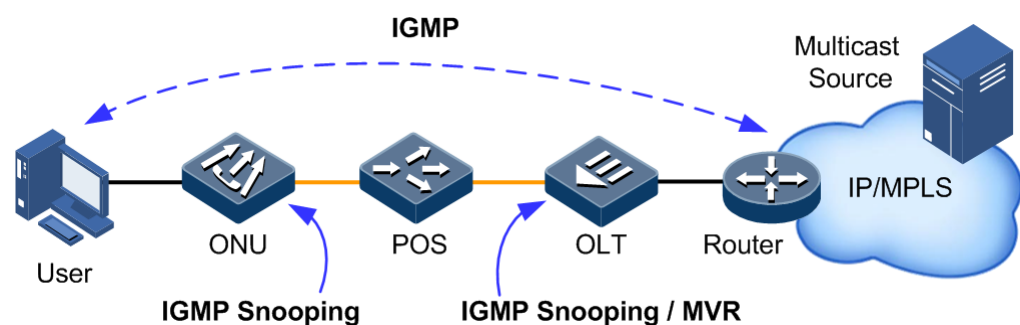 IGMP
Multicast
Source
IP/MPLS
User
ONU
POS
OLT
Router
IGMP Snooping
IGMP Snooping / MVR